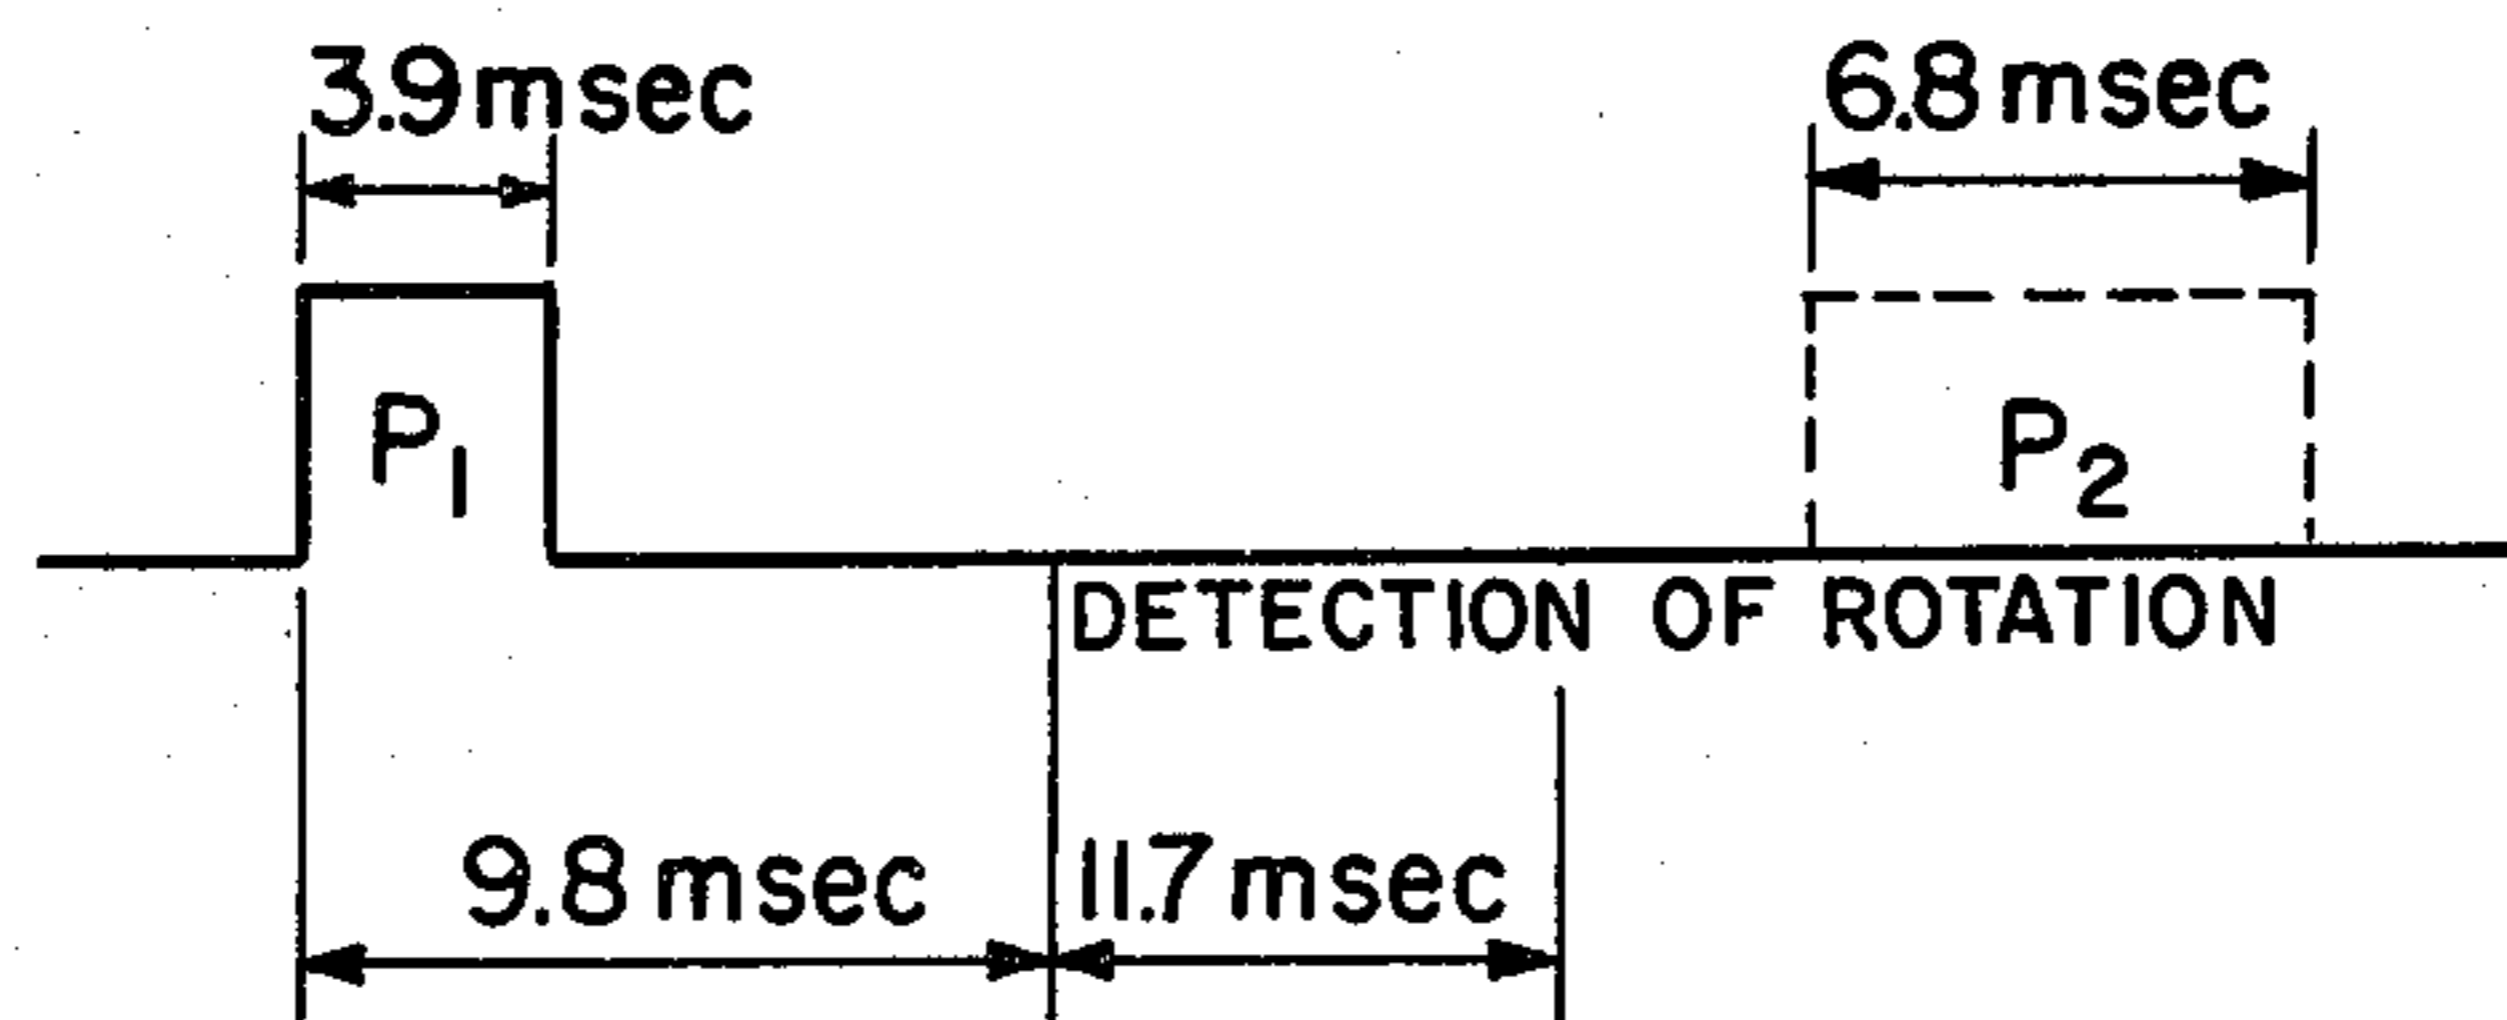 3.9 msec
6.8 msec
P1
P2
DETECTION OF ROTATION
9.8 msec
11.7 msec